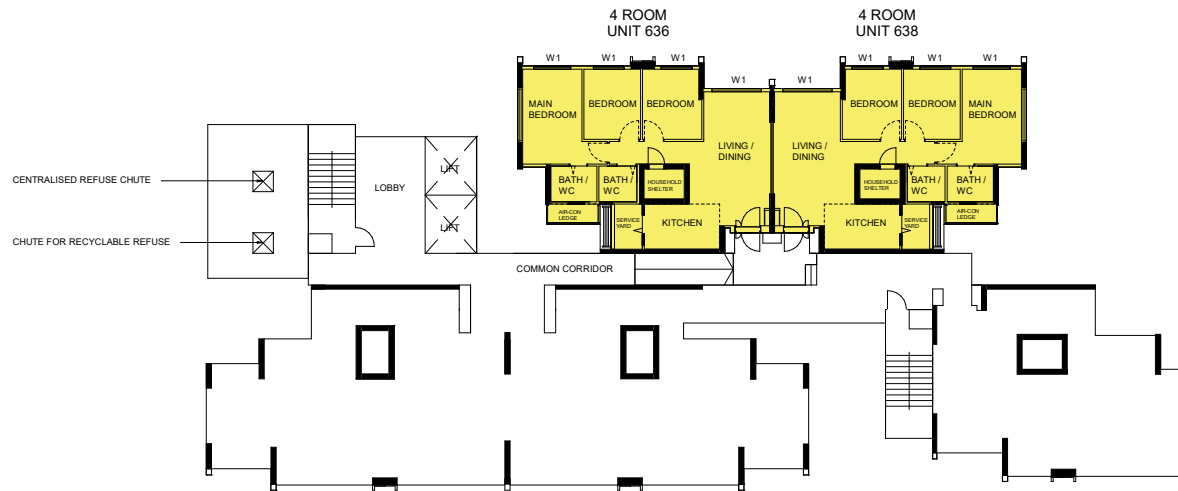 4 ROOM
UNIT 636
4 ROOM
UNIT 638
W1
W1
W1
W1
W1
W1
W1
W1
MAIN
BEDROOM
BEDROOM
BEDROOM
BEDROOM
BEDROOM
MAIN
BEDROOM
LIVING /
DINING
LIVING /
DINING
BATH /
WC
BATH /
WC
HOUSEHOLD
SHELTER
HOUSEHOLD
SHELTER
BATH /
WC
BATH /
WC
AIR-CON
LEDGE
SERVICE
YARD
KITCHEN
KITCHEN
SERVICE
YARD
AIR-CON
LEDGE
CENTRALISED REFUSE CHUTE
LOBBY
LIFT
LIFT
CHUTE FOR RECYCLABLE REFUSE
COMMON CORRIDOR